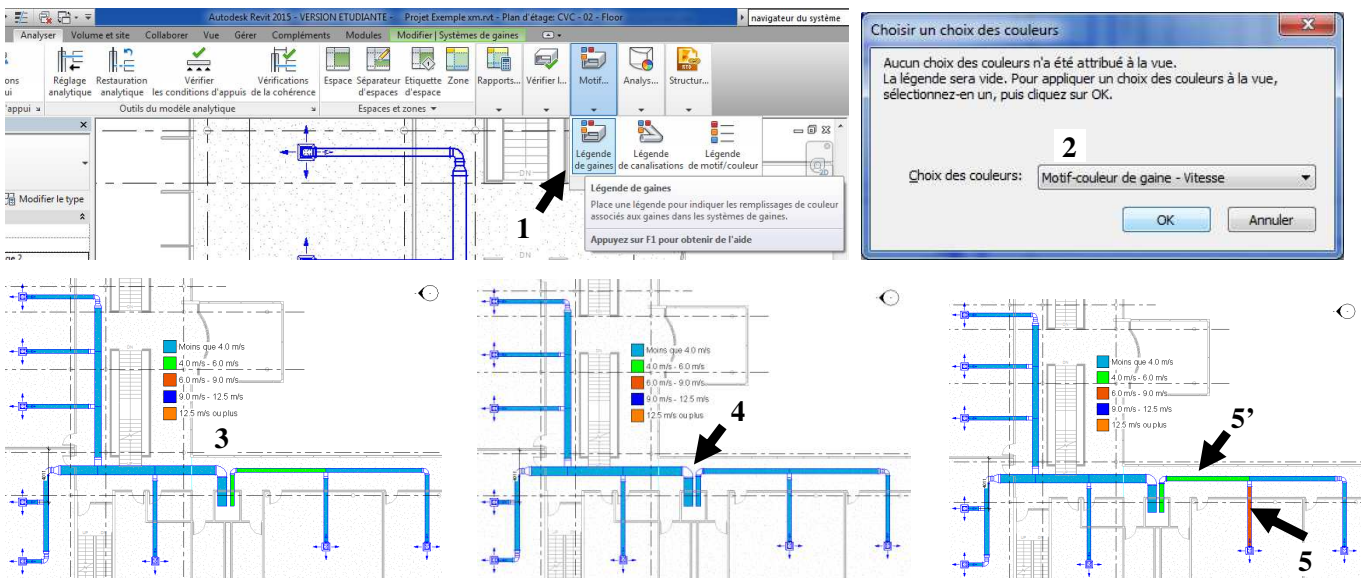 Autodesk Revit 2015 - VERSION ETUDIANTE - Projet Exemple xm.rvt - Plan d'étage: CVC - 02 - Floor
navigateur du système
Analyser Volume et site Collaborer Vue Gérer Compléments Modules Modifier | Systèmes de gaines
ons
ui
Réglage
analytique
Restauration
analytique
Vérifier
les conditions d'appuis
Vérifications
de la cohérence
Espace
Séparateur
d'espaces
Etiquette
d'espace
Zone
Rapports...
Vérifier l...
Motif...
Analys...
Structur...
'appui
Outils du modèle analytique
Espaces et zones
Modifier le type
ge 2
Légende
de gaines
Légende
de canalisations
Légende
de motif/couleur
2D
DN
DN
Légende de gaines
Place une légende pour indiquer les remplissages de couleur
associés aux gaines dans les systèmes de gaines.
Appuyez sur F1 pour obtenir de l'aide
1
Choisir un choix des couleurs
Aucun choix des couleurs n'a été attribué à la vue.
La légende sera vide. Pour appliquer un choix des couleurs à la vue,
sélectionnez-en un, puis cliquez sur OK.
2
Choix des couleurs: Motif-couleur de gaine - Vitesse
OK Annuler
Moins que 4.0 m/s
4.0 m/s - 6.0 m/s
6.0 m/s - 9.0 m/s
9.0 m/s - 12.5 m/s
12.5 m/s ou plus
3
Moins que 4.0 m/s
4.0 m/s - 6.0 m/s
6.0 m/s - 9.0 m/s
9.0 m/s - 12.5 m/s
12.5 m/s ou plus
4
Moins que 4.0 m/s
4.0 m/s - 6.0 m/s
6.0 m/s - 9.0 m/s
9.0 m/s - 12.5 m/s
12.5 m/s ou plus
5'
5